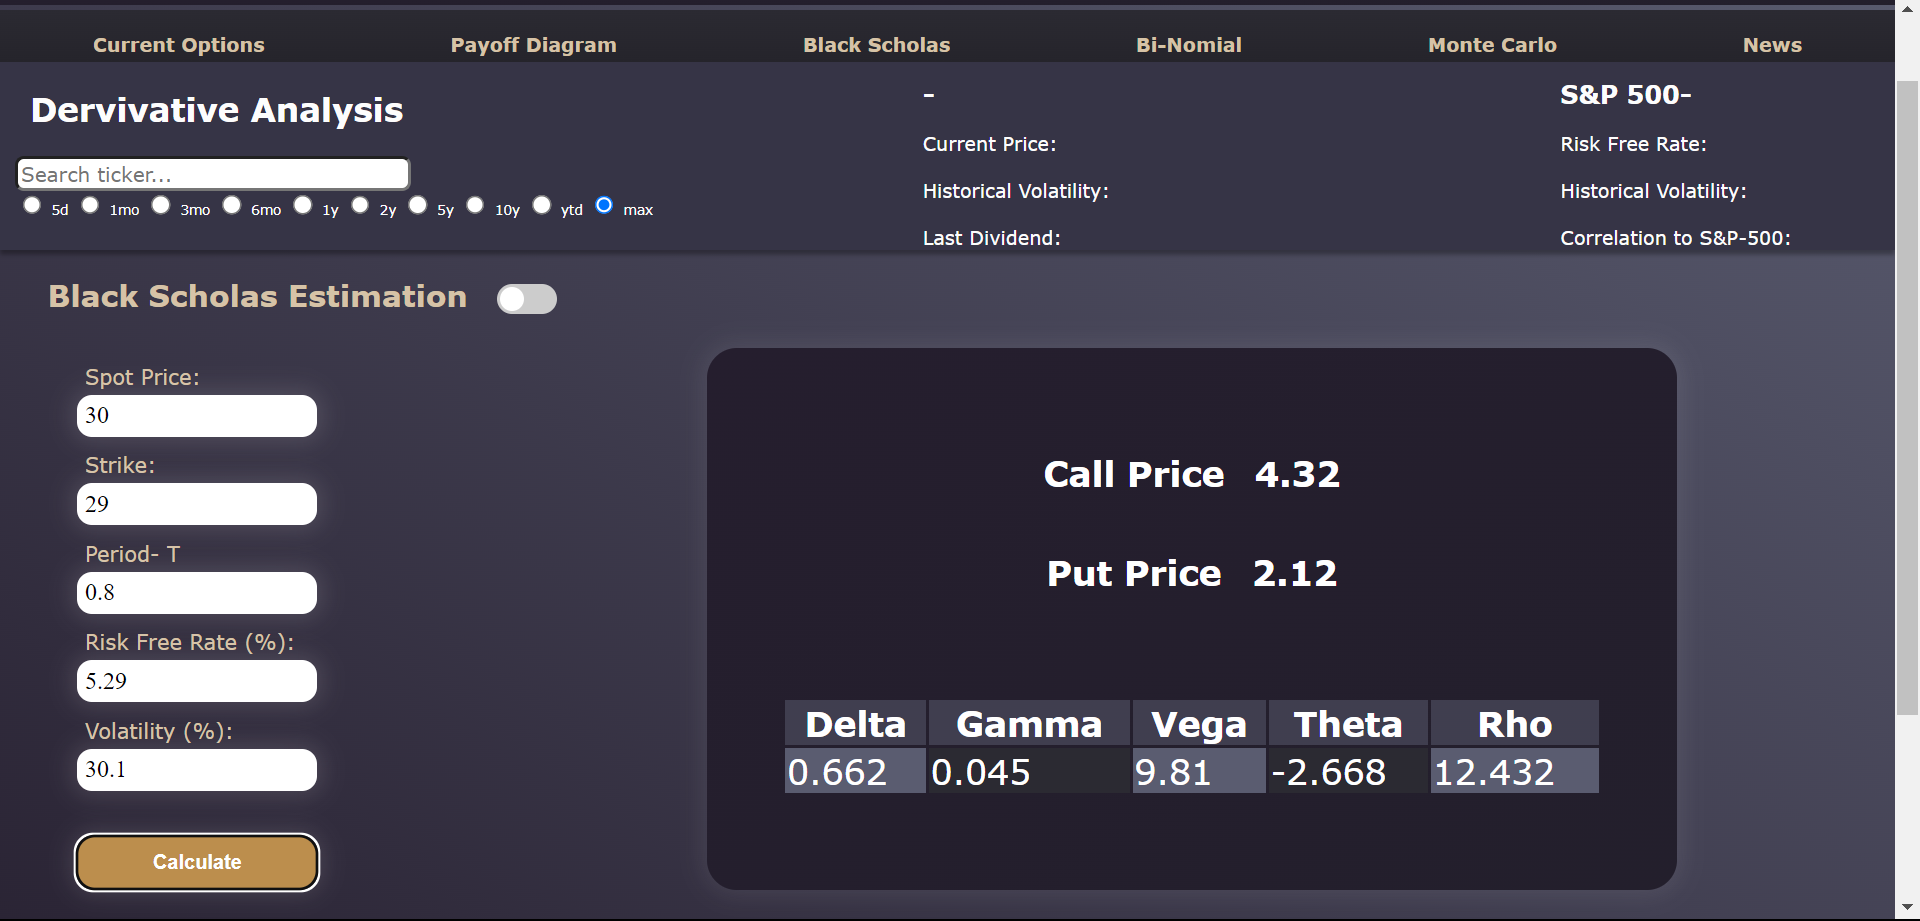 Current Options Payoff Diagram Black Scholas Bi-Nomial Monte Carlo News
Dervivative Analysis
Search ticker...
5d 1mo 3mo 6mo 1y 2y 5y 10y ytd max
-
Current Price:
Historical Volatility:
Last Dividend:
S&P 500-
Risk Free Rate:
Historical Volatility:
Correlation to S&P-500:
Black Scholas Estimation
Spot Price:
30
Strike:
29
Period- T
0.8
Risk Free Rate (%):
5.29
Volatility (%):
30.1
Calculate
Call Price 4.32
Put Price 2.12
Delta Gamma Vega Theta Rho
0.662 0.045 9.81 -2.668 12.432